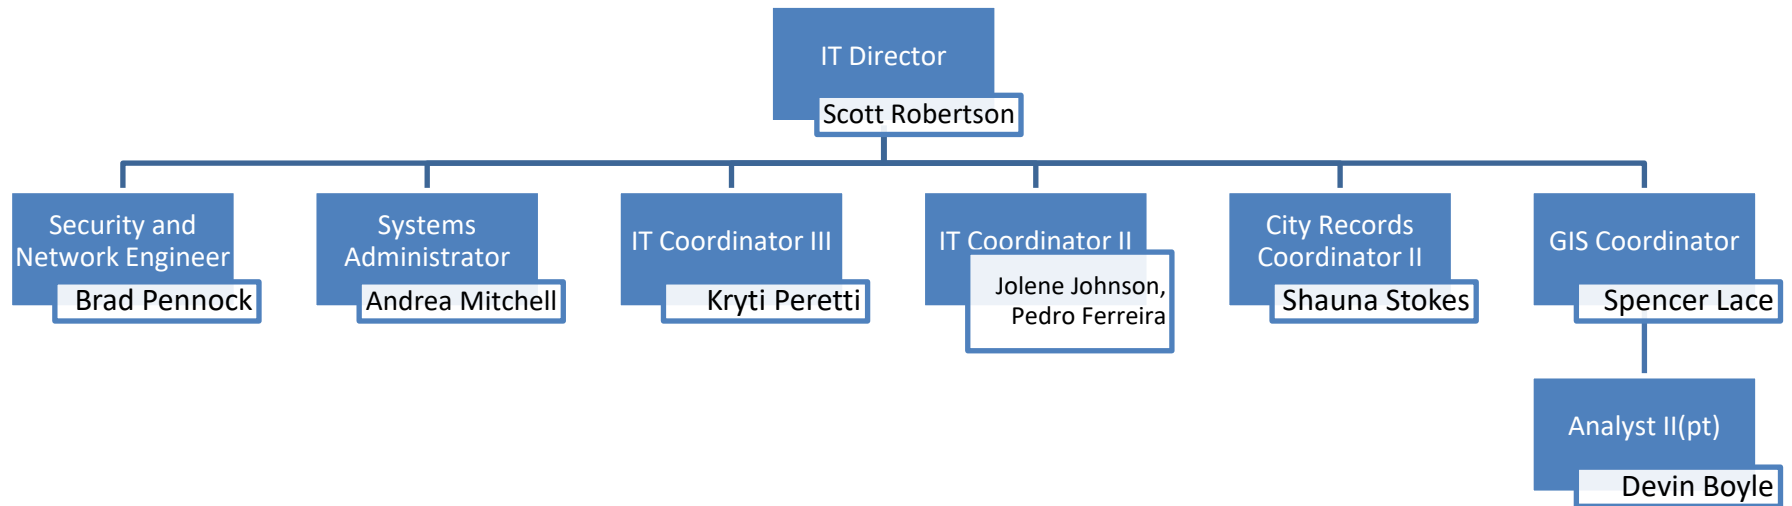 IT Director
Scott Robertson
Security and
Network Engineer
Brad Pennock
Systems
Administrator
Andrea Mitchell
IT Coordinator III
Kryti Peretti
IT Coordinator II
Jolene Johnson,
Pedro Ferreira
City Records
Coordinator II
Shauna Stokes
GIS Coordinator
Spencer Lace
Analyst II(pt)
Devin Boyle